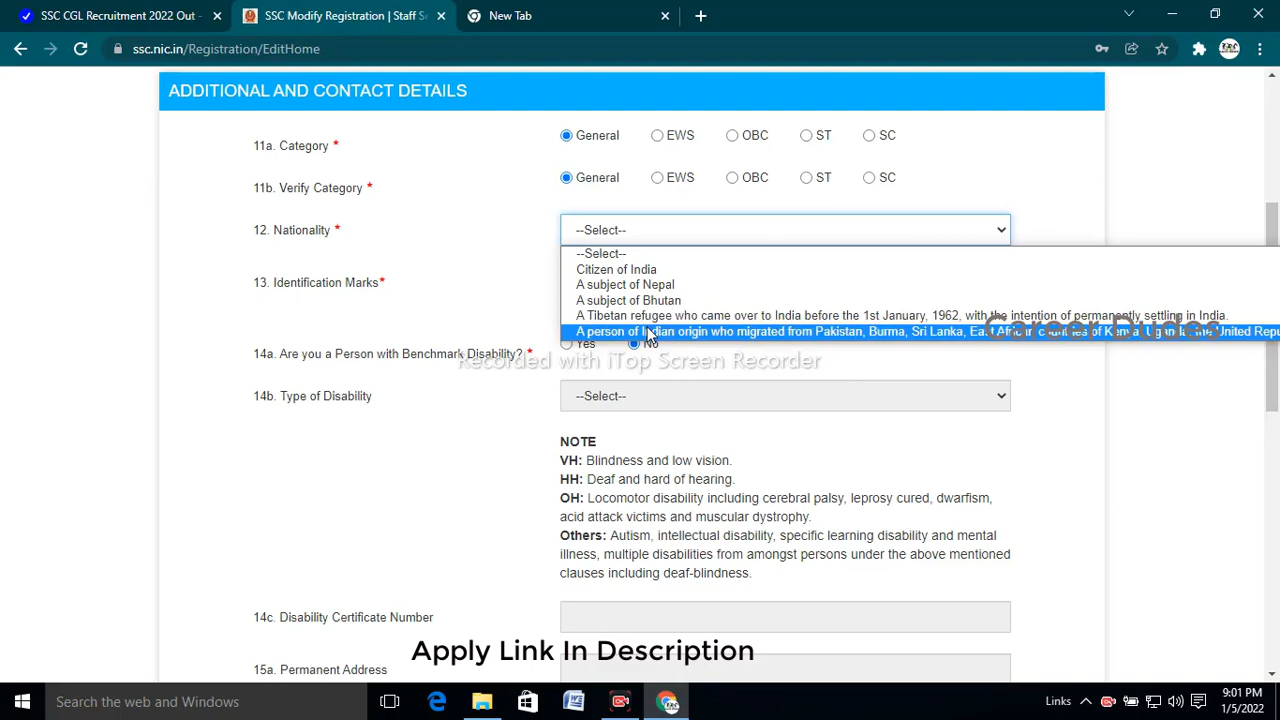 SSC CGL Recruitment 2022 Out -
SSC Modify Registration | Staff S
New Tab
ssc.nic.in/Registration/EditHome
ADDITIONAL AND CONTACT DETAILS
11a. Category *
General EWS OBC ST SC
11b. Verify Category *
General EWS OBC ST SC
12. Nationality *
--Select--
--Select--
Citizen of India
13. Identification Marks*
A subject of Nepal
A subject of Bhutan
A Tibetan refugee who came over to India before the 1st January, 1962, with the intention of permanently settling in India.
A person of Indian origin who migrated from Pakistan, Burma, Sri Lanka, East African countries of Kenya
Career Dudes
14a. Are you a Person with Benchmark Disability? *
Yes No
Recorded with iTop Screen Recorder
14b. Type of Disability
--Select--
NOTE
VH: Blindness and low vision.
HH: Deaf and hard of hearing.
OH: Locomotor disability including cerebral palsy, leprosy cured, dwarfism,
acid attack victims and muscular dystrophy.
Others: Autism, intellectual disability, specific learning disability and mental
illness, multiple disabilities from amongst persons under the above mentioned
clauses including deaf-blindness.
14c. Disability Certificate Number
Apply Link In Description
15a. Permanent Address
Search the Web and Windows
Links
9:01 PM
1/5/2022